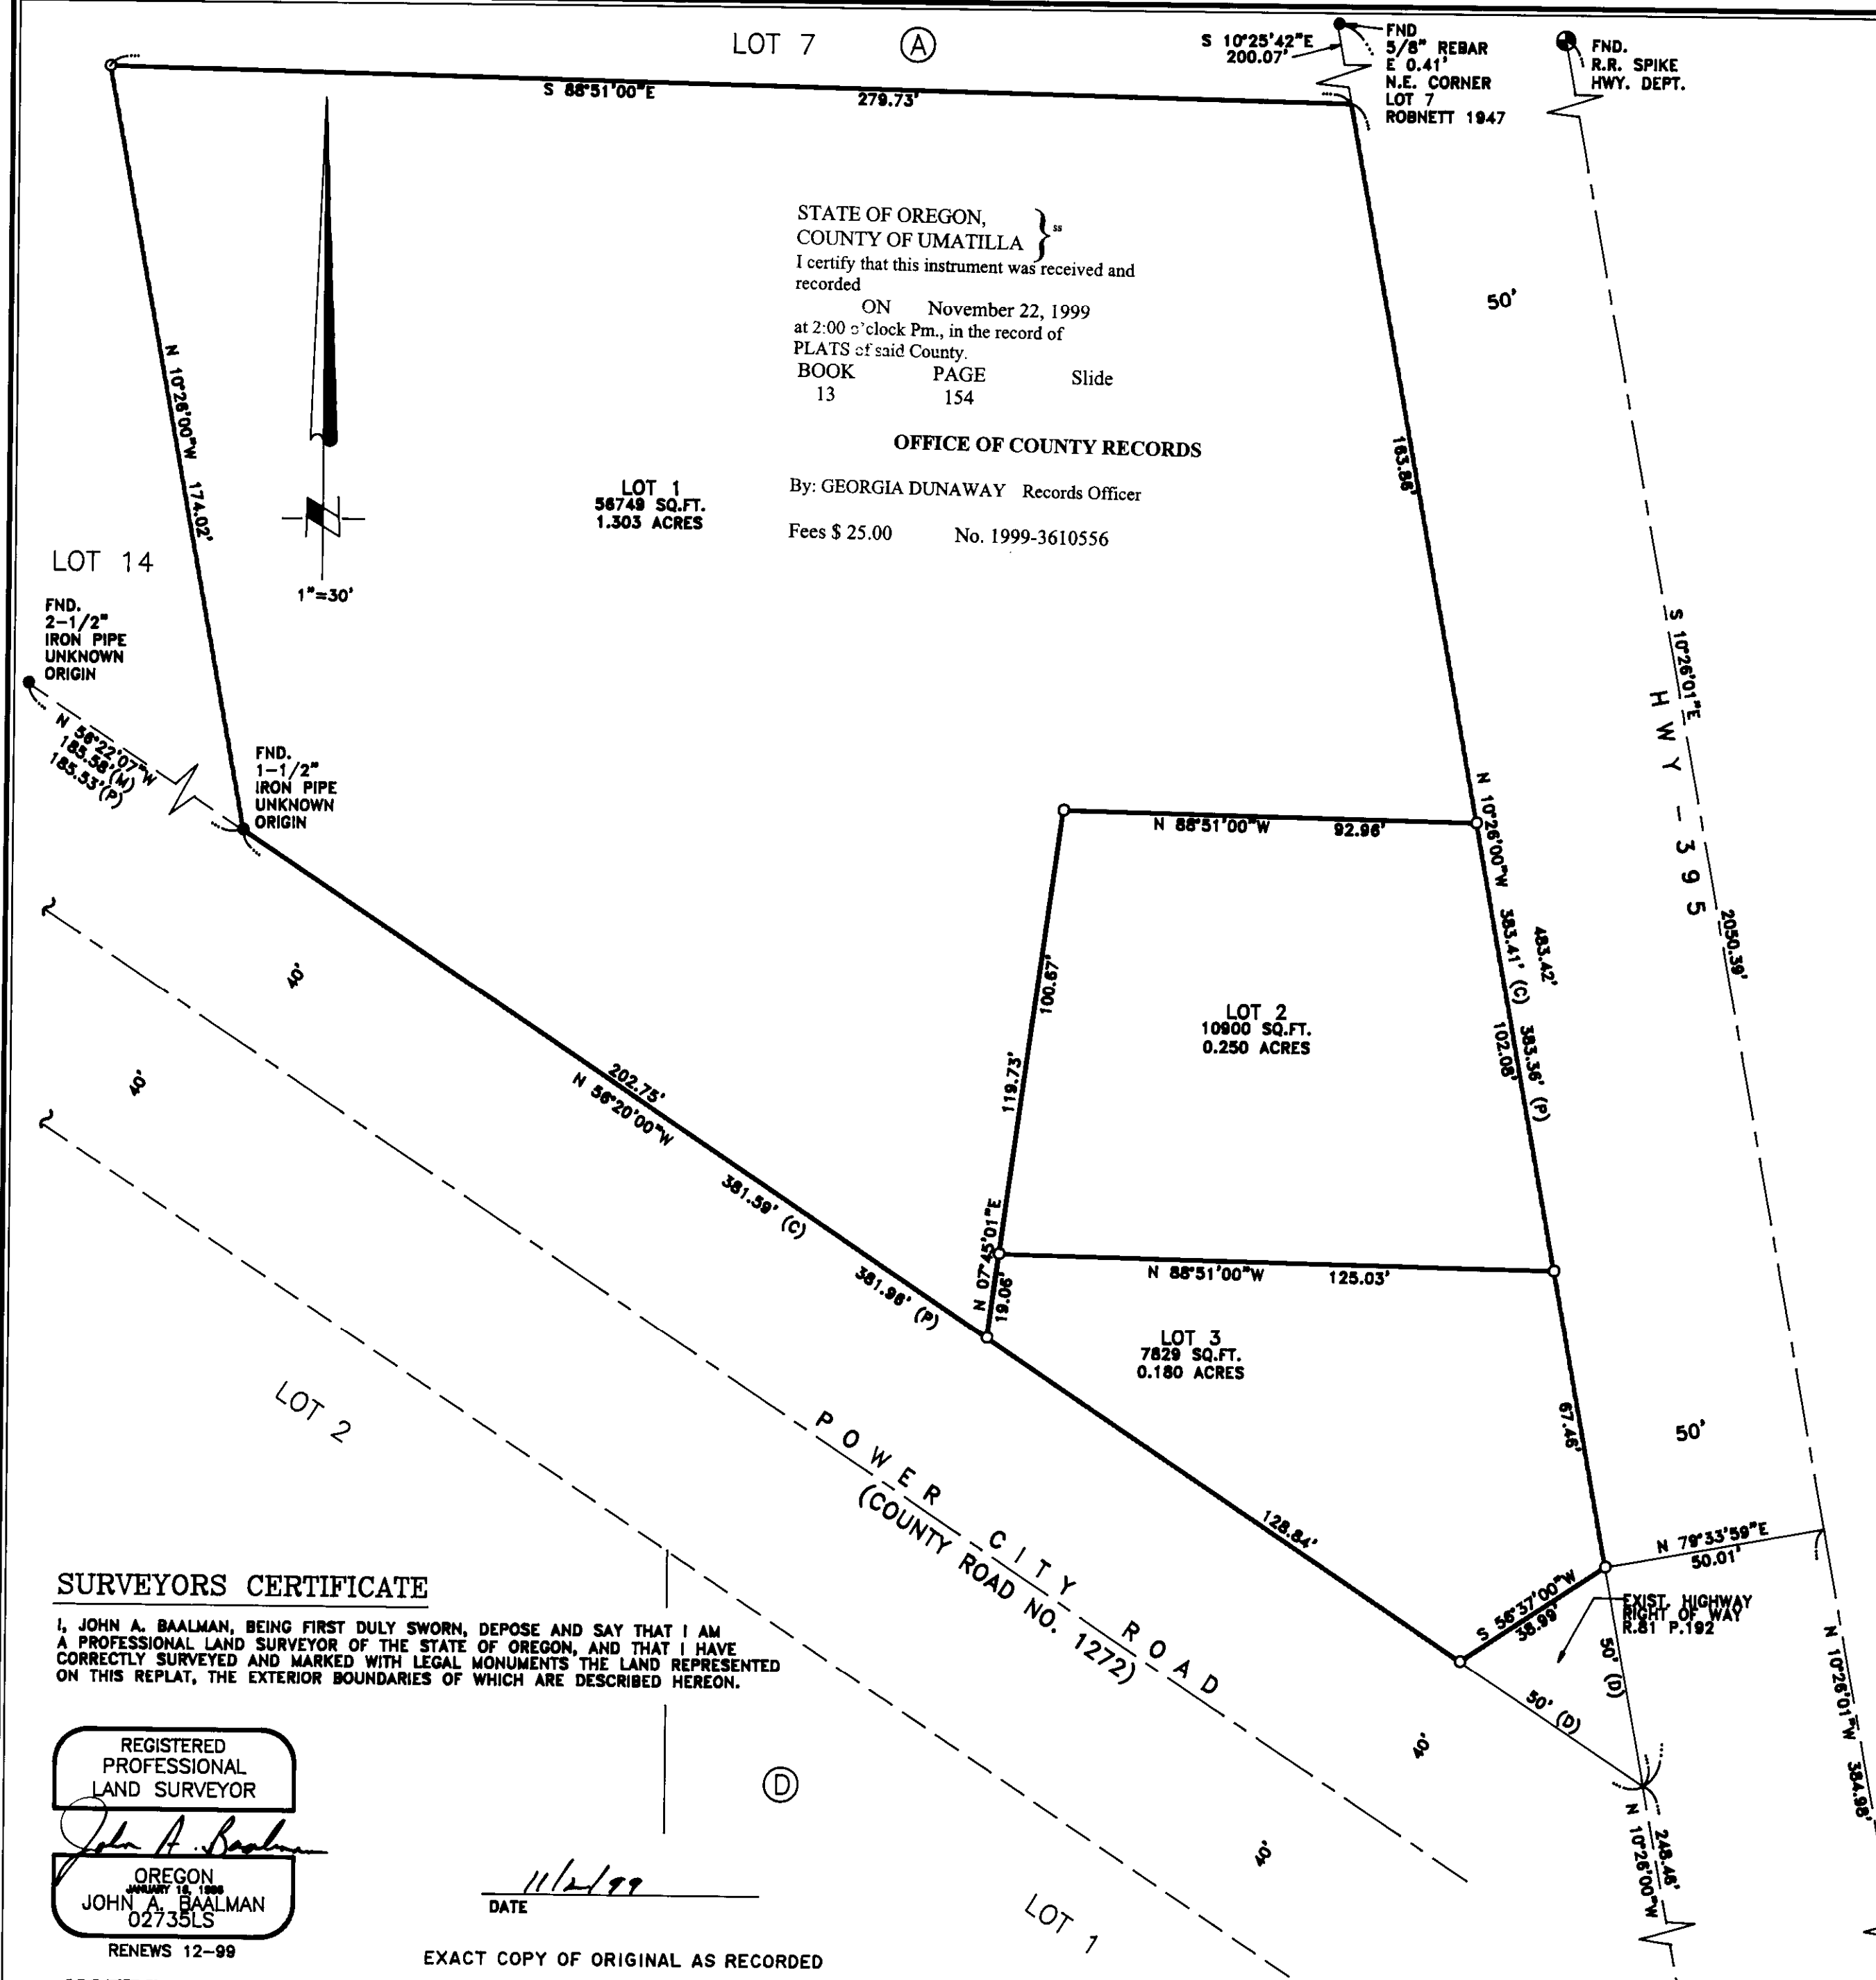 LOT 7 Ⓐ
S 10°25'42"E
200.07'
FND
5/8" REBAR
E 0.41'
N.E. CORNER
LOT 7
ROBNETT 1947
FND.
R.R. SPIKE
HWY. DEPT.
S 88°51'00"E 279.73'
STATE OF OREGON,
COUNTY OF UMATILLA } ss
I certify that this instrument was received and
recorded
ON November 22, 1999
at 2:00 o'clock Pm., in the record of
PLATS of said County.
BOOK PAGE Slide
13 154
OFFICE OF COUNTY RECORDS
By: GEORGIA DUNAWAY Records Officer
Fees $ 25.00 No. 1999-3610556
50'
N 10°26'00"W 174.02'
163.86'
LOT 1
56749 SQ.FT.
1.303 ACRES
1"=30'
LOT 14
FND.
2-1/2"
IRON PIPE
UNKNOWN
ORIGIN
N 56°22'07"W
185.58'(M)
185.53'(P)
FND.
1-1/2"
IRON PIPE
UNKNOWN
ORIGIN
S 10°26'01"E
2050.39'
HWY - 395
N 88°51'00"W 92.96'
N 10°26'00"W 383.41' (C) 383.36' (P)
483.42'
102.08'
100.67'
119.73'
LOT 2
10900 SQ.FT.
0.250 ACRES
40'
40'
202.75'
N 56°20'00"W
381.59' (C)
381.96' (P)
N 07°45'01"E
19.06'
N 88°51'00"W 125.03'
LOT 3
7829 SQ.FT.
0.180 ACRES
67.46'
50'
LOT 2
POWER CITY ROAD
(COUNTY ROAD NO. 1272)
128.84'
N 79°33'59"E
50.01'
S 56°37'00"W
38.99'
EXIST. HIGHWAY
RIGHT OF WAY
R.81 P.192
50' (D)
50' (D)
N 10°26'01"W 384.98'
248.46'
N 10°26'00"W
40'
40'
SURVEYORS CERTIFICATE
I, JOHN A. BAALMAN, BEING FIRST DULY SWORN, DEPOSE AND SAY THAT I AM
A PROFESSIONAL LAND SURVEYOR OF THE STATE OF OREGON, AND THAT I HAVE
CORRECTLY SURVEYED AND MARKED WITH LEGAL MONUMENTS THE LAND REPRESENTED
ON THIS REPLAT, THE EXTERIOR BOUNDARIES OF WHICH ARE DESCRIBED HEREON.
REGISTERED
PROFESSIONAL
LAND SURVEYOR
John A. Baalman
OREGON
JOHN A. BAALMAN
02735LS
RENEWS 12-99
Ⓓ
11/2/99
DATE
LOT 1
EXACT COPY OF ORIGINAL AS RECORDED